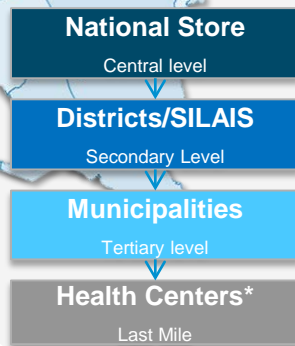 National Store
Central level
Districts/SILAIS
Secondary Level
Municipalities
Tertiary level
Health Centers*
Last Mile